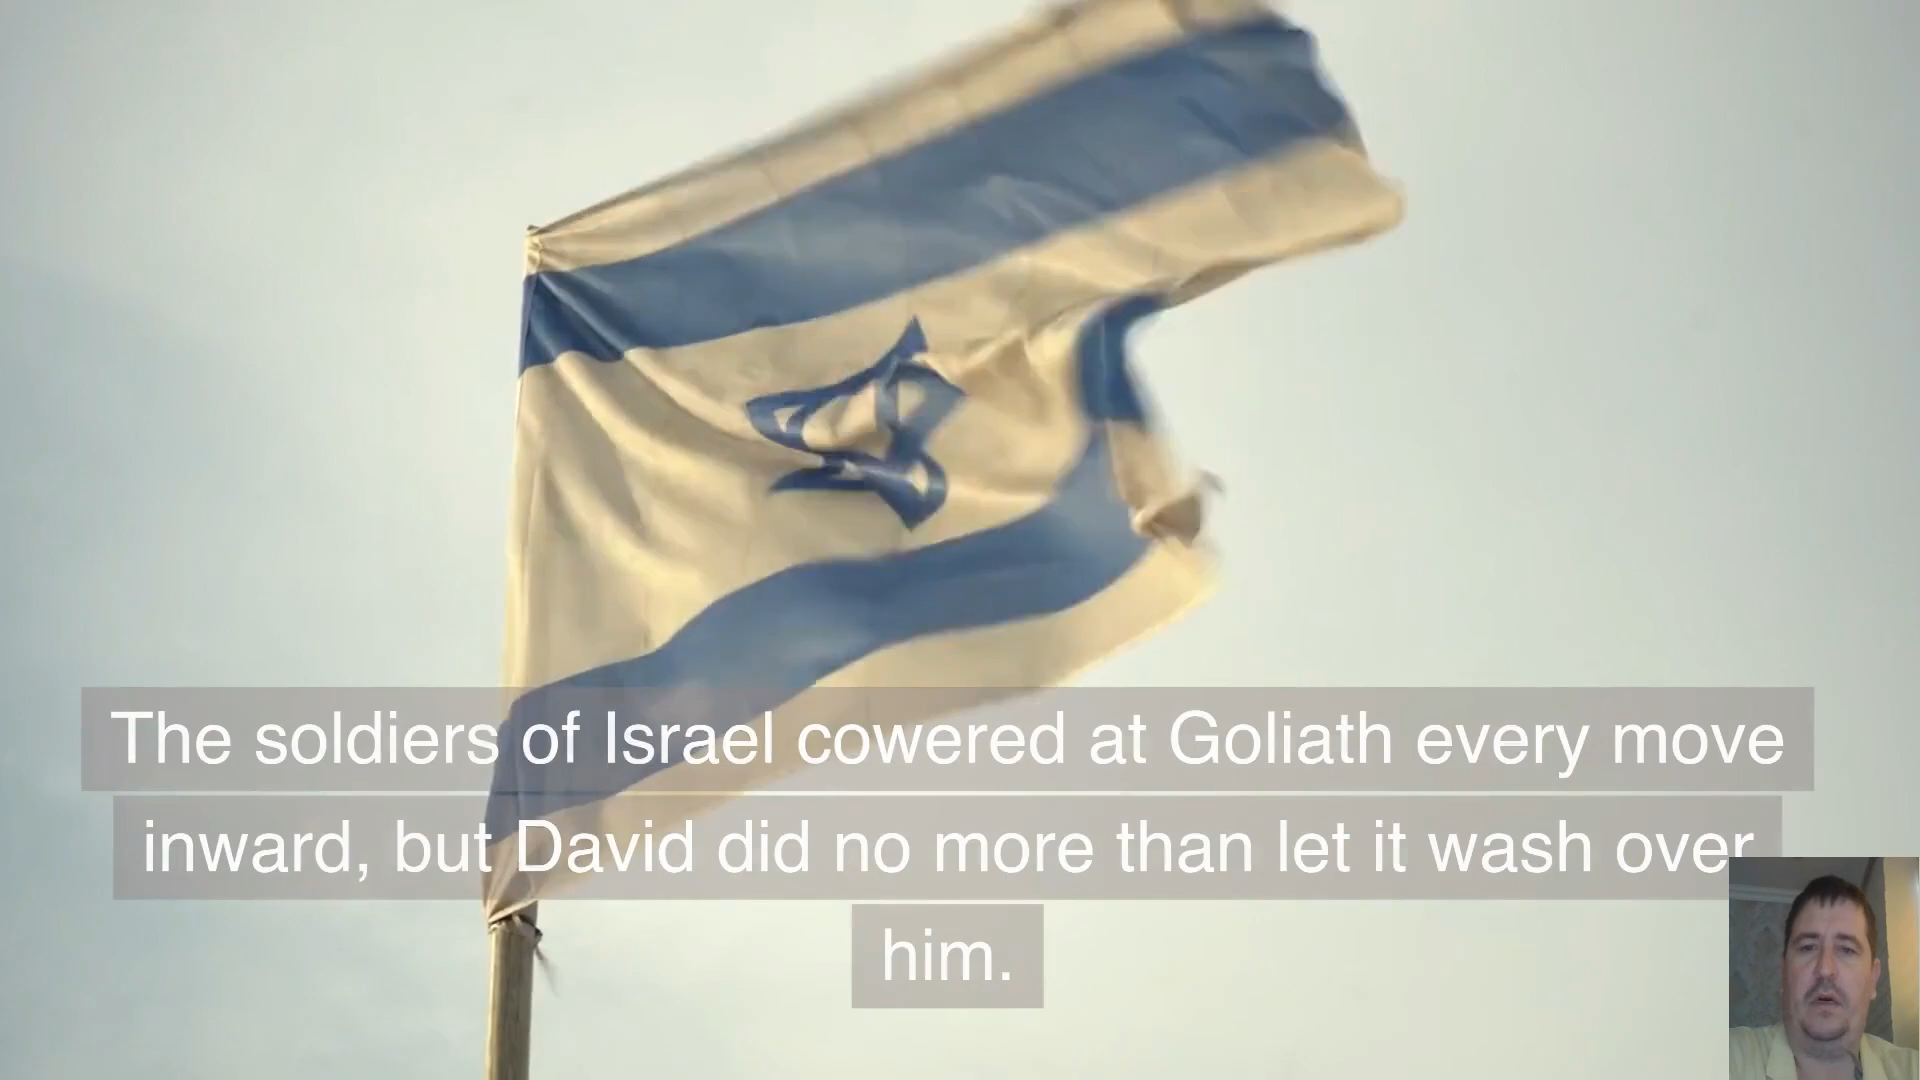 The soldiers of Israel cowered at Goliath every move
inward, but David did no more than let it wash over
him.